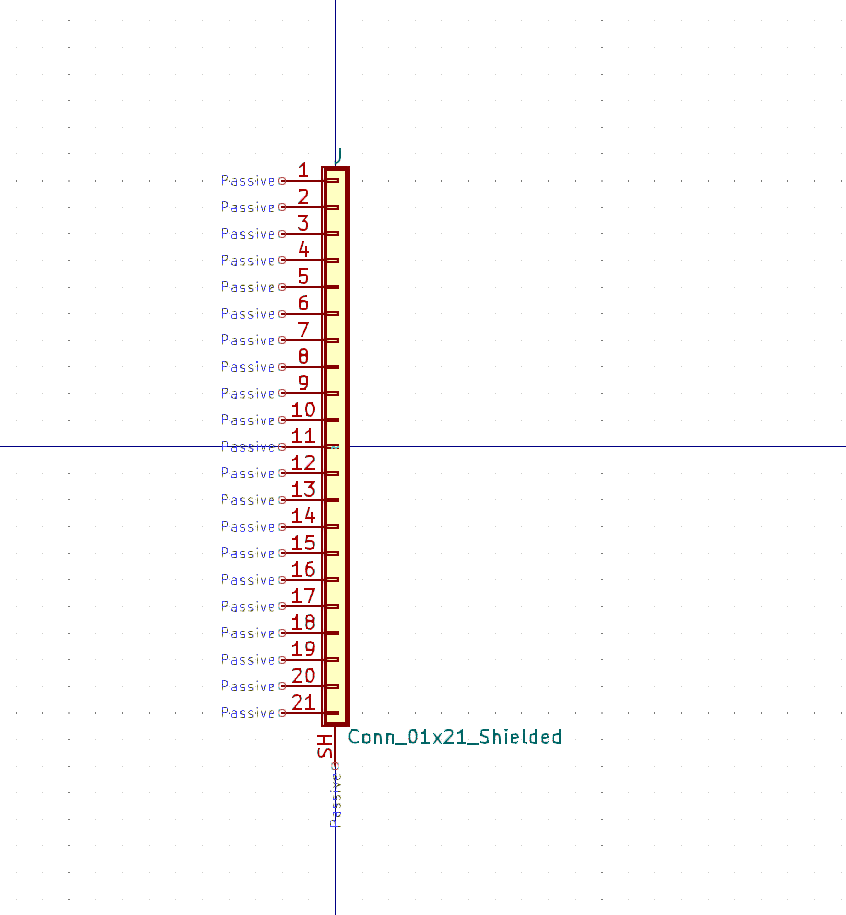 J
Passive 1
Passive 2
Passive 3
Passive 4
Passive 5
Passive 6
Passive 7
Passive 8
Passive 9
Passive 10
Passive 11
Passive 12
Passive 13
Passive 14
Passive 15
Passive 16
Passive 17
Passive 18
Passive 19
Passive 20
Passive 21
SH
Conn_01x21_Shielded
Passive